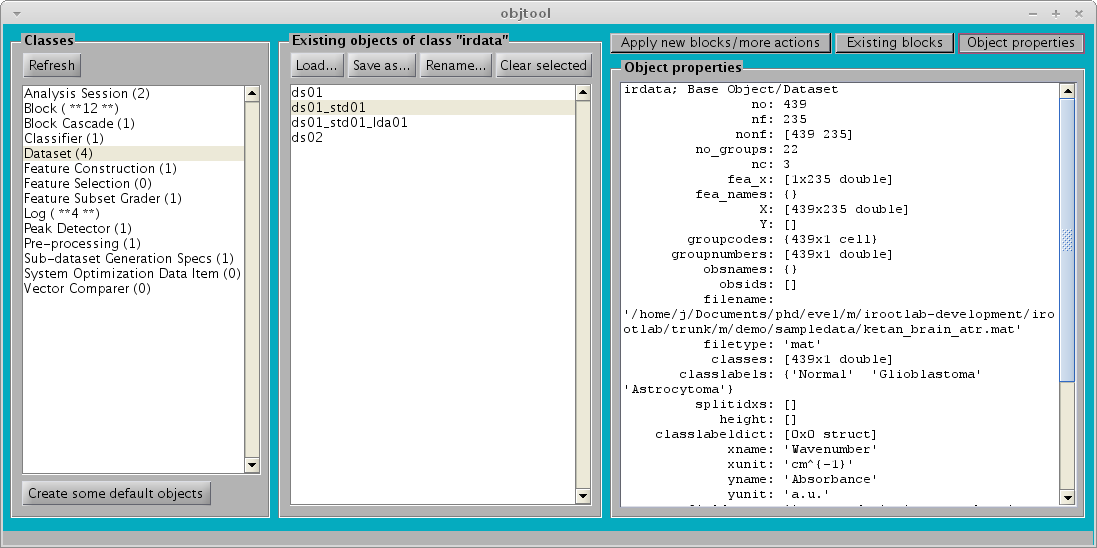 objtool
Classes
Refresh
Analysis Session (2)
Block ( **12 **)
Block Cascade (1)
Classifier (1)
Dataset (4)
Feature Construction (1)
Feature Selection (0)
Feature Subset Grader (1)
Log ( **4 **)
Peak Detector (1)
Pre-processing (1)
Sub-dataset Generation Specs (1)
System Optimization Data Item (0)
Vector Comparer (0)
Create some default objects
Existing objects of class "irdata"
Load... Save as... Rename... Clear selected
ds01
ds01_std01
ds01_std01_lda01
ds02
Apply new blocks/more actions Existing blocks Object properties
Object properties
irdata; Base Object/Dataset
no: 439
nf: 235
nonf: [439 235]
no_groups: 22
nc: 3
fea_x: [1x235 double]
fea_names: {}
X: [439x235 double]
Y: []
groupcodes: {439x1 cell}
groupnumbers: [439x1 double]
obsnames: {}
obsids: []
filename:
'/home/j/Documents/phd/evel/m/irootlab-development/iro
otlab/trunk/m/demo/sampledata/ketan_brain_atr.mat'
filetype: 'mat'
classes: [439x1 double]
classlabels: {'Normal' 'Glioblastoma'
'Astrocytoma'}
splitidxs: []
height: []
classlabeldict: [0x0 struct]
xname: 'Wavenumber'
xunit: 'cm^{-1}'
yname: 'Absorbance'
yunit: 'a.u.'